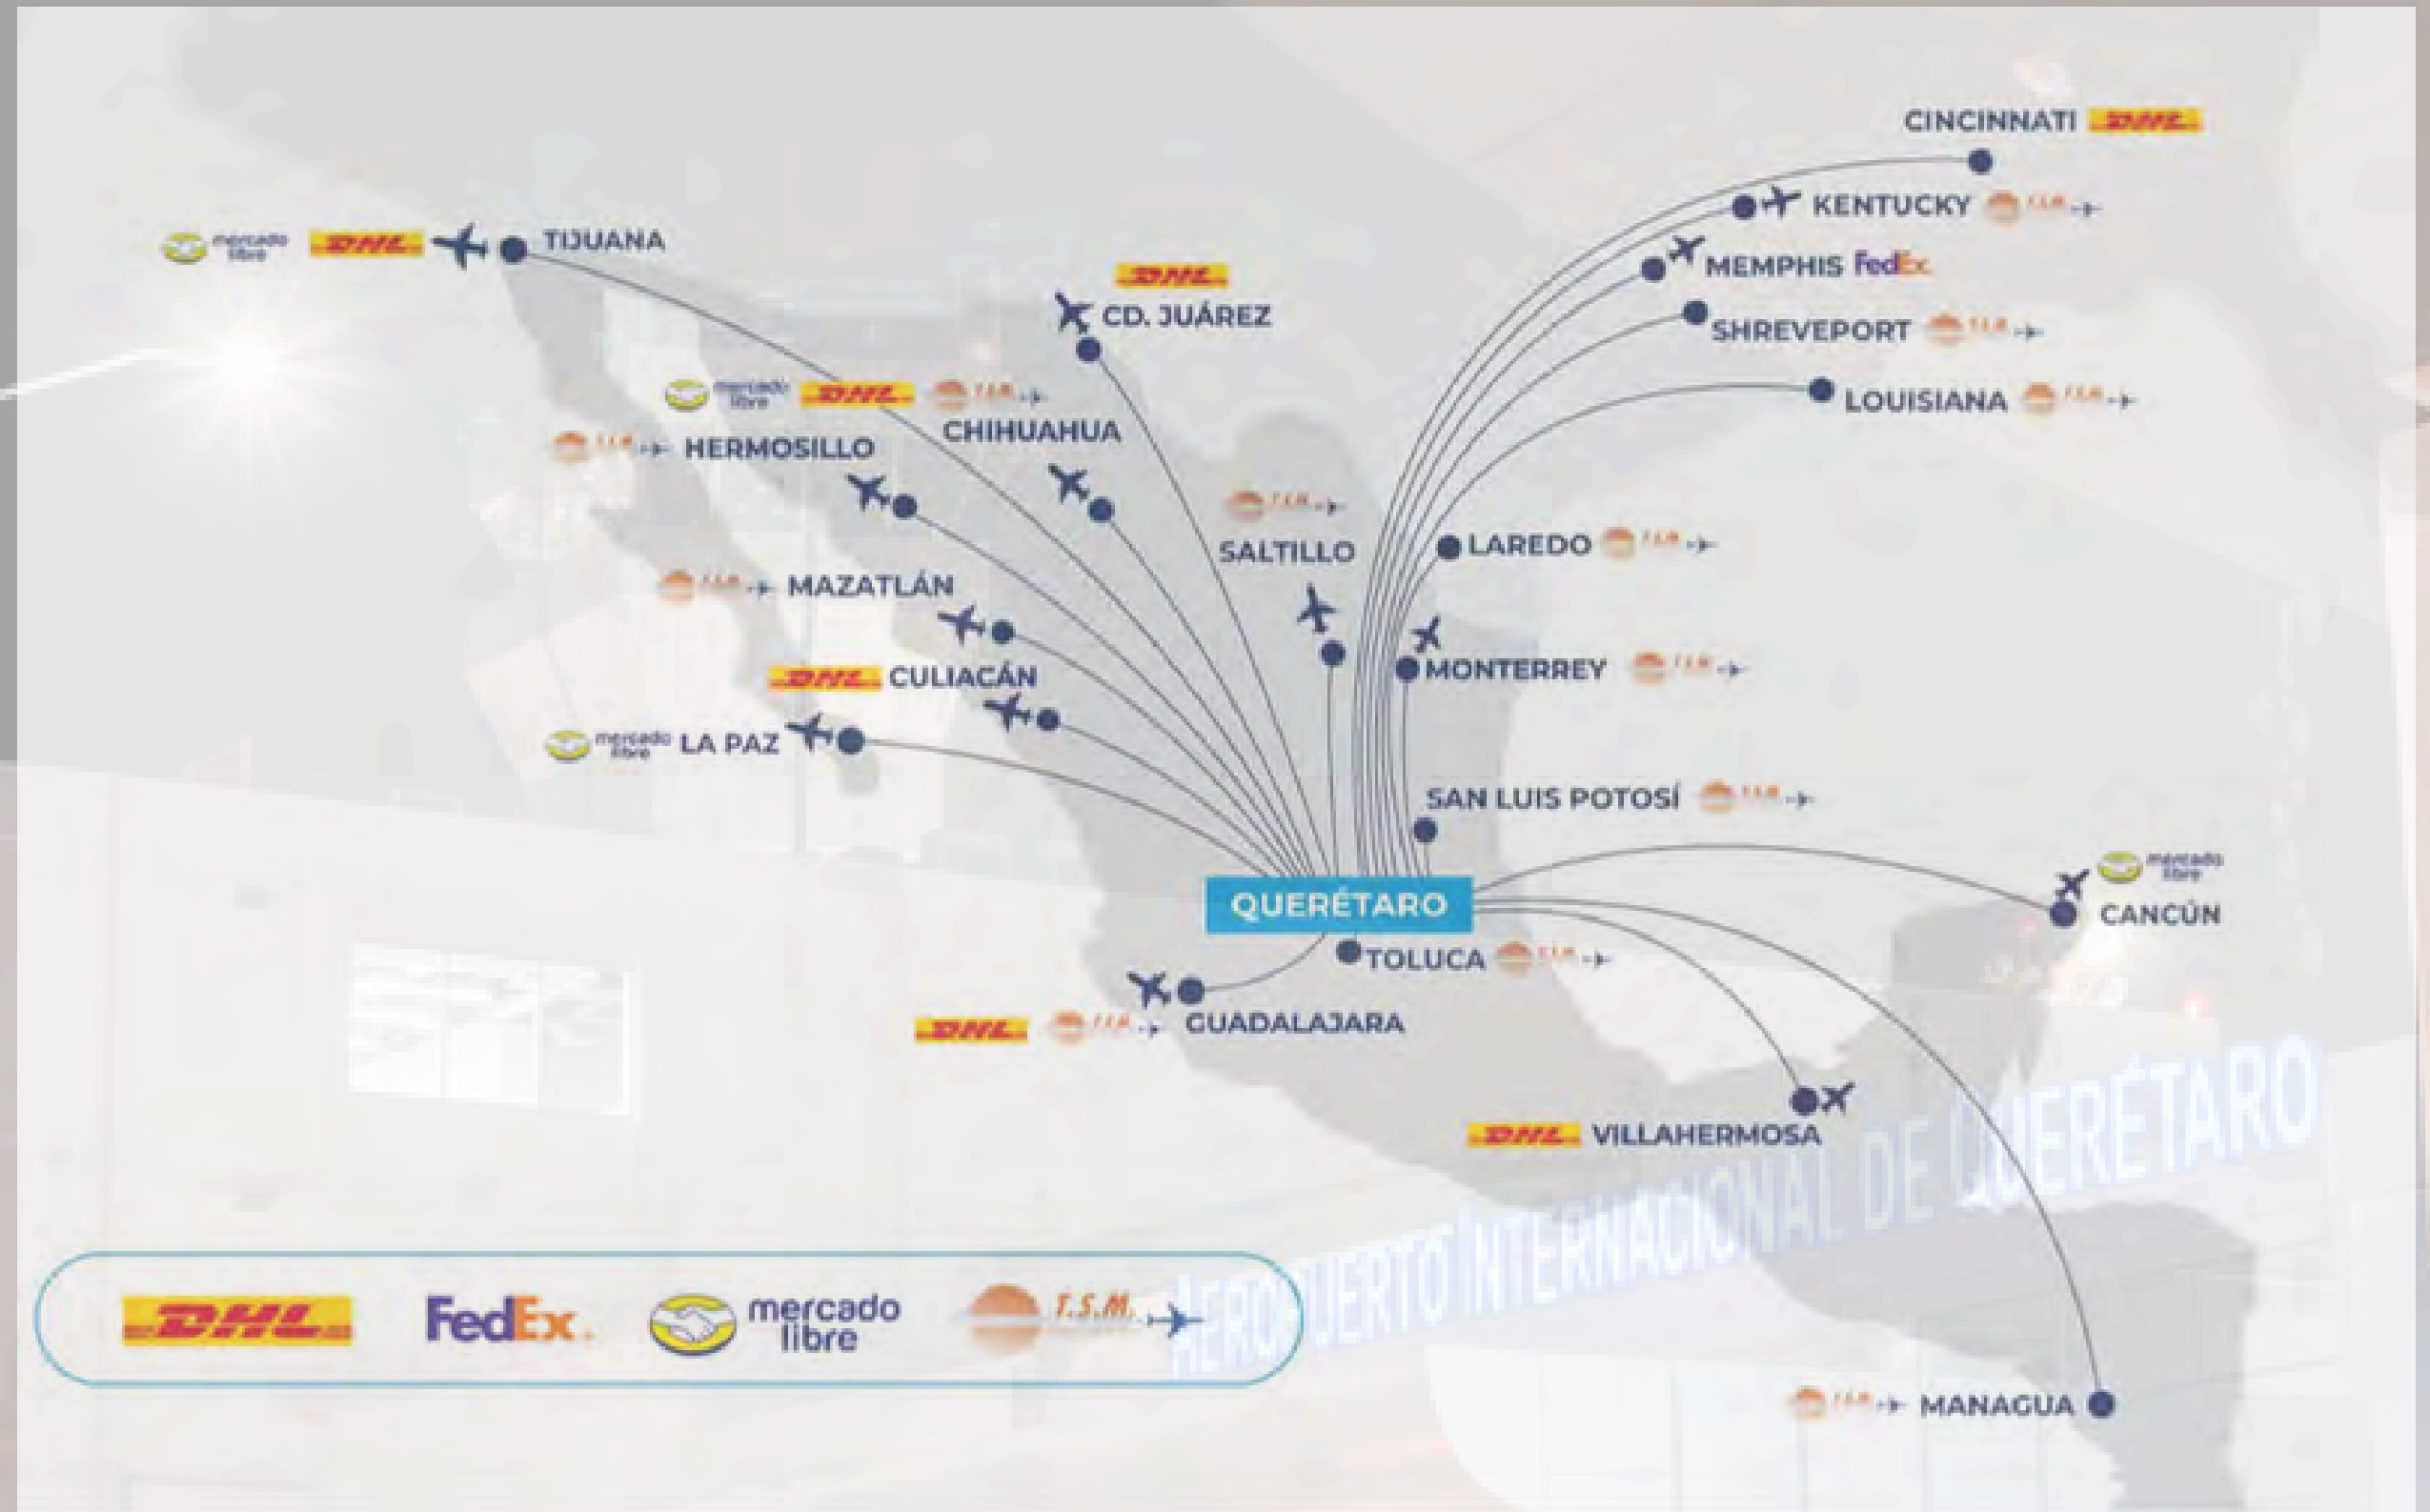 CINCINNATI DHL
KENTUCKY T.S.M.
mercado libre DHL TIJUANA
MEMPHIS FedEx
DHL
CD. JUÁREZ
SHREVEPORT T.S.M.
mercado libre DHL T.S.M.
CHIHUAHUA
LOUISIANA T.S.M.
T.S.M. HERMOSILLO
T.S.M.
SALTILLO
LAREDO T.S.M.
T.S.M. MAZATLÁN
MONTERREY T.S.M.
DHL CULIACÁN
mercado libre LA PAZ
SAN LUIS POTOSÍ T.S.M.
mercado libre
CANCÚN
QUERÉTARO
TOLUCA T.S.M.
DHL T.S.M. GUADALAJARA
DHL VILLAHERMOSA
AEROPUERTO INTERNACIONAL DE QUERÉTARO
DHL FedEx mercado libre T.S.M.
T.S.M. MANAGUA